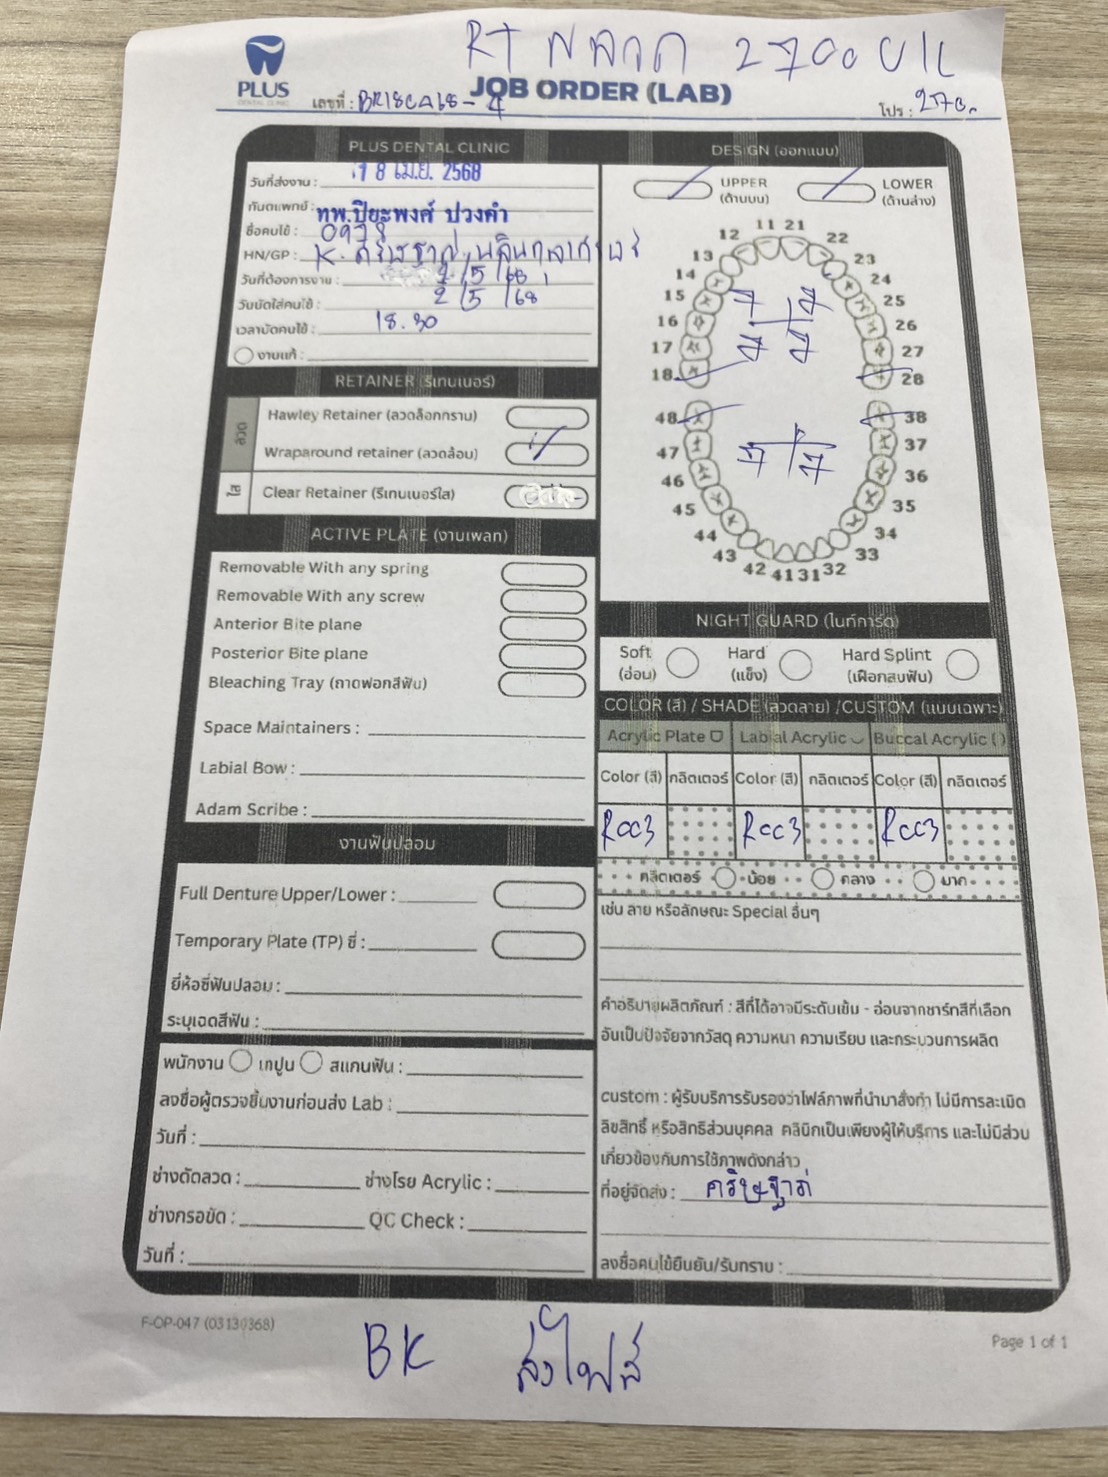 RT ลวด 2700 U/L
PLUS
DENTAL CLINIC
JOB ORDER (LAB)
เลขที่ :
โปร : 270.
PLUS DENTAL CLINIC
วันที่ส่งงาน : 18 เม.ย. 2568
ทันตแพทย์ : ทพ.ปิยะพงศ์ ปวงคำ
ชื่อคนไข้ : 0978
HN/GP : K.
วันที่ต้องการงาน : 2/5/68
วันนัดใส่คนไข้ : 2/5/68
เวลานัดคนไข้ : 18.30
งานแก้ :
RETAINER (รีเทนเนอร์)
ลวด
Hawley Retainer (ลวดล็อกกราม)
Wraparound retainer (ลวดล้อม)
ใส
Clear Retainer (รีเทนเนอร์ใส)
ACTIVE PLATE (งานเพลท)
Removable With any spring
Removable With any screw
Anterior Bite plane
Posterior Bite plane
Bleaching Tray (ถาดฟอกสีฟัน)
Space Maintainers :
Labial Bow :
Adam Scribe :
งานฟันปลอม
Full Denture Upper/Lower :
Temporary Plate (TP) ซี่ :
ยี่ห้อซี่ฟันปลอม :
ระบุเฉดสีฟัน :
พนักงาน เทปูน สแกนฟัน :
ลงชื่อผู้ตรวจชิ้นงานก่อนส่ง Lab :
วันที่ :
ช่างดัดลวด : ช่างโรย Acrylic :
ช่างกรอขัด : QC Check :
วันที่ :
DESIGN (ออกแบบ)
UPPER LOWER
(ด้านบน) (ด้านล่าง)
11 21
12 22
13 23
14 24
15 25
16 26
17 27
18 28
7 7
7 7
48 38
47 37
46 36
45 35
44 34
43 33
42 41 31 32
7 7
NIGHT GUARD (ไนท์การ์ด)
Soft Hard Hard Splint
(อ่อน) (แข็ง) (เฝือกสบฟัน)
COLOR (สี) / SHADE (ลวดลาย) /CUSTOM (แบบเฉพาะ)
Acrylic Plate Labial Acrylic Buccal Acrylic ( )
Color (สี) กลิตเตอร์ Color (สี) กลิตเตอร์ Color (สี) กลิตเตอร์
Rcc3 Rcc3 Rcc3
กลิตเตอร์ น้อย กลาง มาก
เช่น ลาย หรือลักษณะ Special อื่นๆ
คำอธิบายผลิตภัณฑ์ : สีที่ได้อาจมีระดับเข้ม - อ่อนจากชาร์ทสีที่เลือก
อันเป็นปัจจัยจากวัสดุ ความหนา ความเรียบ และกระบวนการผลิต
custom : ผู้รับบริการรับรองว่าไฟล์ภาพที่นำมาสั่งทำ ไม่มีการละเมิด
ลิขสิทธิ์ หรือสิทธิส่วนบุคคล คลินิกเป็นเพียงผู้ให้บริการ และไม่มีส่วน
เกี่ยวข้องกับการใช้ภาพดังกล่าว
ที่อยู่จัดส่ง : ศรีษฐาภ์
ลงชื่อคนไข้ยืนยัน/รับทราบ :
F-OP-047 (03130368)
Page 1 of 1
BK ส่งไฟล์